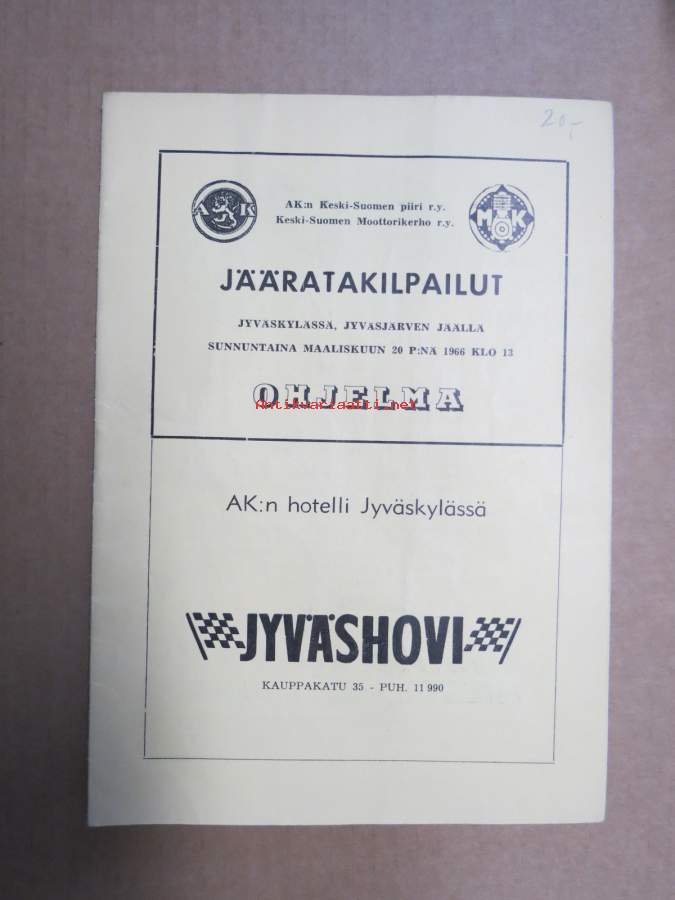 20,-
AK:n Keski-Suomen piiri r.y.
Keski-Suomen Moottorikerho r.y.
A K
M K
JÄÄRATAKILPAILUT
JYVÄSKYLÄSSÄ, JYVÄSJÄRVEN JÄÄLLÄ
SUNNUNTAINA MAALISKUUN 20 P:NÄ 1966 KLO 13
OHJELMA
Antikvariaatti.net
AK:n hotelli Jyväskylässä
JYVÄSHOVI
KAUPPAKATU 35 - PUH. 11 990